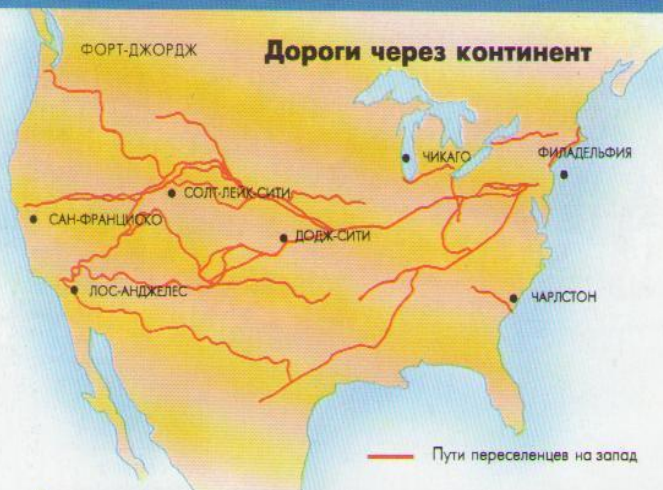 ФОРТ-ДЖОРДЖ
Дороги через континент
ЧИКАГО
ФИЛАДЕЛЬФИЯ
СОЛТ-ЛЕЙК-СИТИ
САН-ФРАНЦИСКО
ДОДЖ-СИТИ
ЛОС-АНДЖЕЛЕС
ЧАРЛСТОН
Пути переселенцев на запад